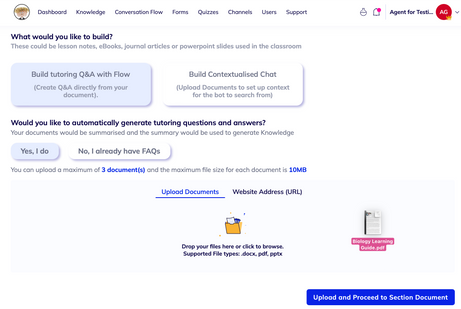 Dashboard Knowledge Conversation Flow Forms Quizzes Channels Users Support Agent for Testi... AG
What would you like to build?
These could be lesson notes, eBooks, journal articles or powerpoint slides used in the classroom
Build tutoring Q&A with Flow
(Create Q&A directly from your
document).
Build Contextualised Chat
(Upload Documents to set up context
for the bot to search from)
Would you like to automatically generate tutoring questions and answers?
Your documents would be summarised and the summary would be used to generate Knowledge
Yes, I do No, I already have FAQs
You can upload a maximum of 3 document(s) and the maximum file size for each document is 10MB
Upload Documents Website Address (URL)
Drop your files here or click to browse.
Supported File types: .docx, pdf, pptx
Biology Learning
Guide.pdf
Upload and Proceed to Section Document